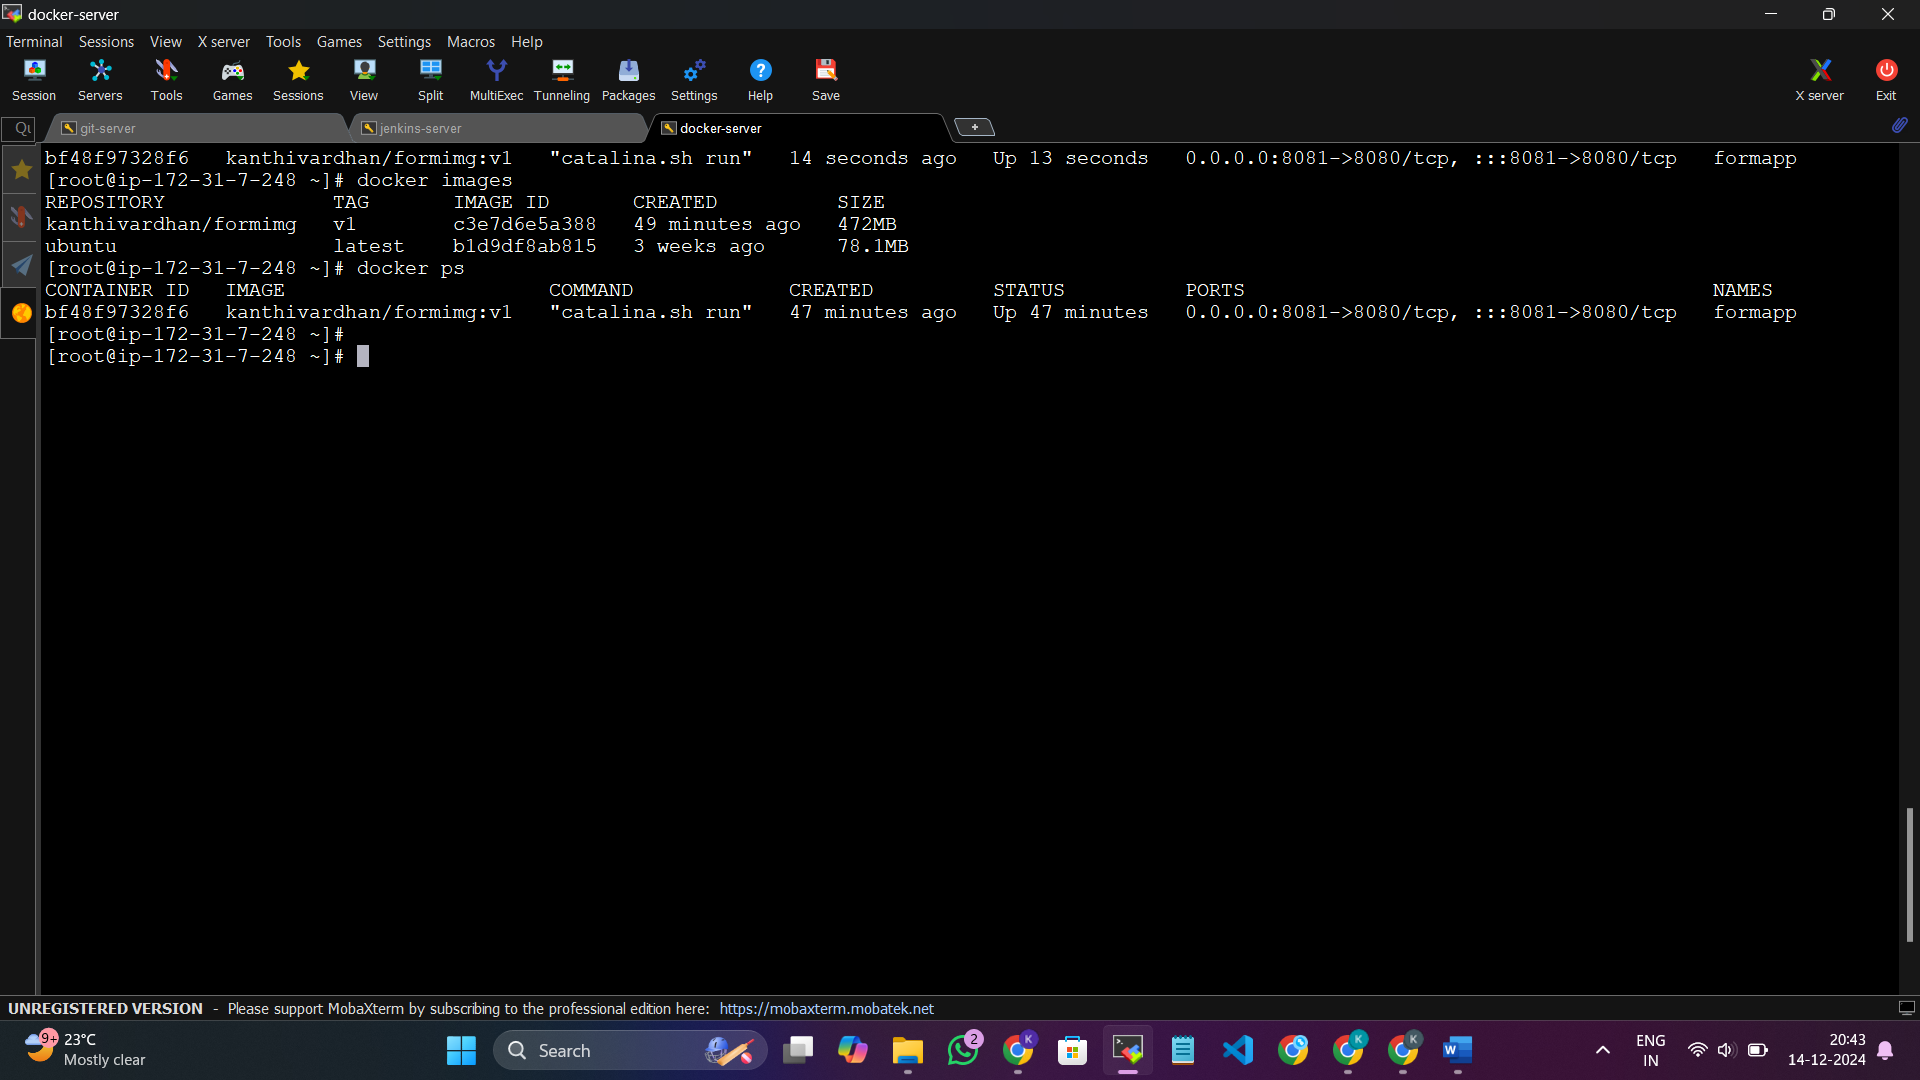 docker-server
Terminal Sessions View X server Tools Games Settings Macros Help
Session Servers Tools Games Sessions View Split MultiExec Tunneling Packages Settings Help Save X server Exit
git-server jenkins-server docker-server +
bf48f97328f6 kanthivardhan/formimg:v1 "catalina.sh run" 14 seconds ago Up 13 seconds 0.0.0.0:8081->8080/tcp, :::8081->8080/tcp formapp
[root@ip-172-31-7-248 ~]# docker images
REPOSITORY TAG IMAGE ID CREATED SIZE
kanthivardhan/formimg v1 c3e7d6e5a388 49 minutes ago 472MB
ubuntu latest b1d9df8ab815 3 weeks ago 78.1MB
[root@ip-172-31-7-248 ~]# docker ps
CONTAINER ID IMAGE COMMAND CREATED STATUS PORTS NAMES
bf48f97328f6 kanthivardhan/formimg:v1 "catalina.sh run" 47 minutes ago Up 47 minutes 0.0.0.0:8081->8080/tcp, :::8081->8080/tcp formapp
[root@ip-172-31-7-248 ~]#
[root@ip-172-31-7-248 ~]#
UNREGISTERED VERSION - Please support MobaXterm by subscribing to the professional edition here: https://mobaxterm.mobatek.net
9+ 23°C
Mostly clear
Search
2
K
K
K
ENG
IN
20:43
14-12-2024